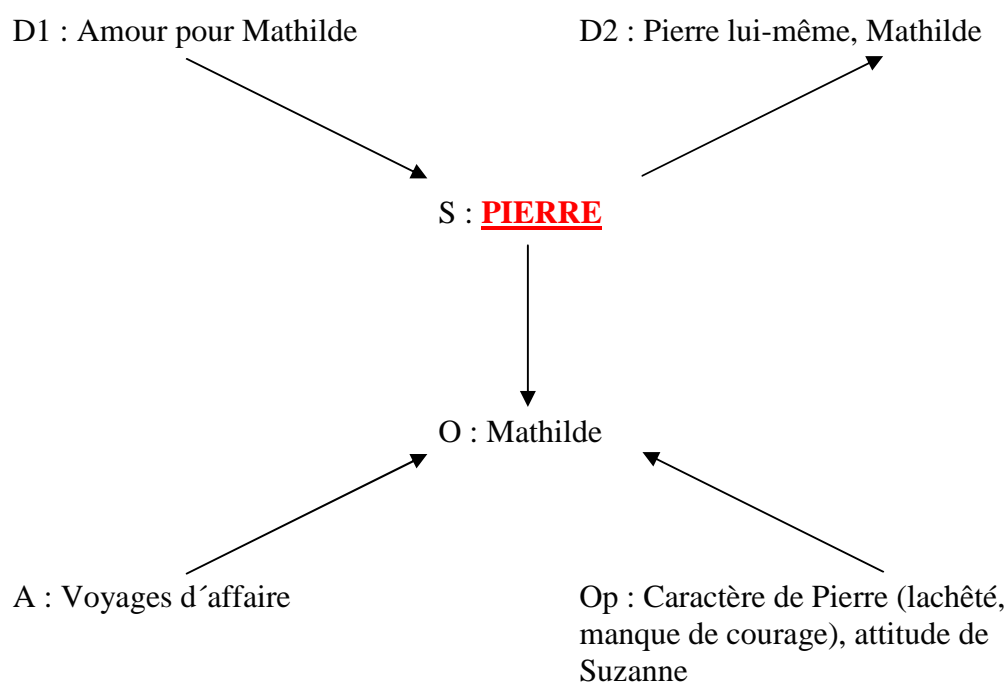 D1 : Amour pour Mathilde
D2 : Pierre lui-même, Mathilde
S : PIERRE
O : Mathilde
A : Voyages d´affaire
Op : Caractère de Pierre (lachêté,
manque de courage), attitude de
Suzanne